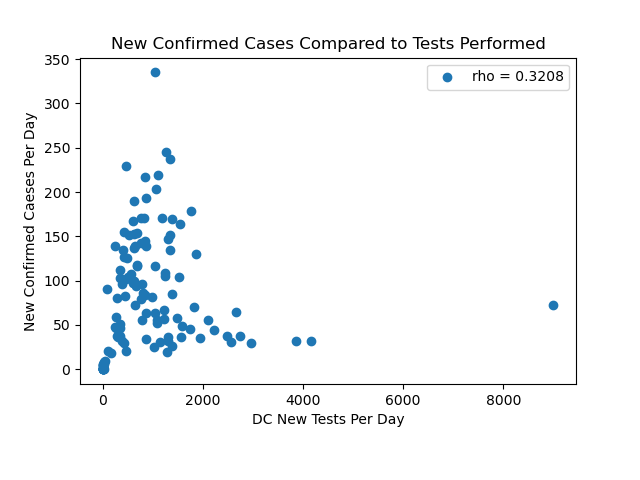 New Confirmed Cases Compared to Tests Performed
rho = 0.3208
350
300
250
200
150
100
50
0
New Confirmed Caeses Per Day
0 2000 4000 6000 8000
DC New Tests Per Day